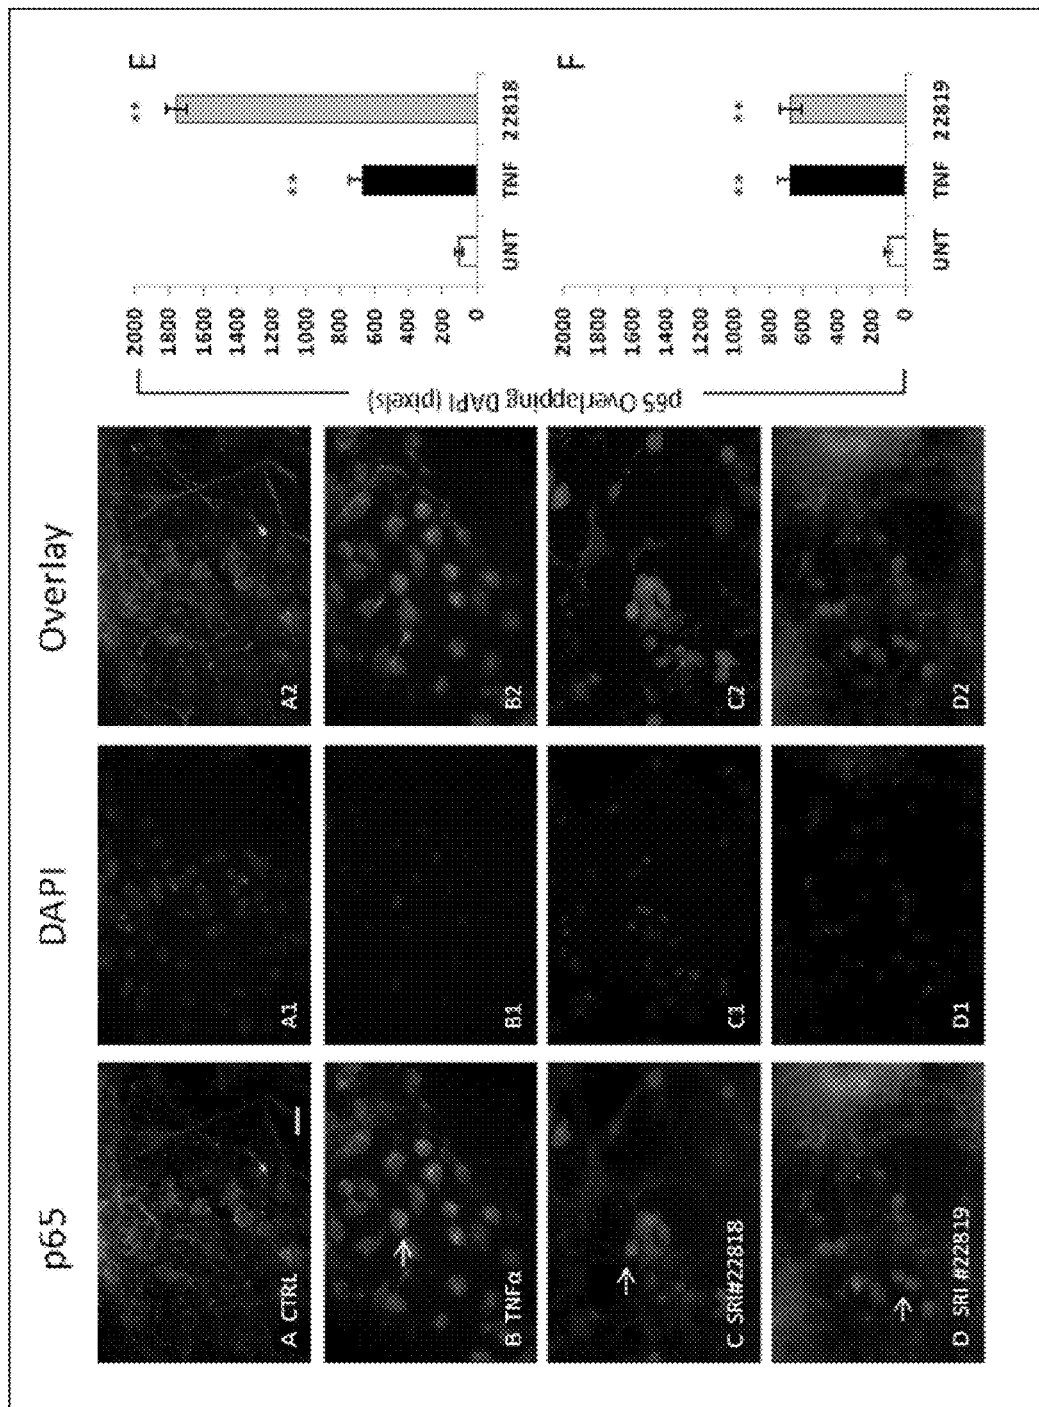 p65
DAPI
Overlay
A CTRL
A1
A2
B TNFα
B1
B2
C SRI#22818
C1
C2
D SRI #22819
D1
D2
p65 Overlapping DAPI (pixels)
E
2000
1800
1600
1400
1200
1000
800
600
400
200
0
**
**
UNT TNF 22818
F
2000
1800
1600
1400
1200
1000
800
600
400
200
0
**
**
UNT TNF 22819